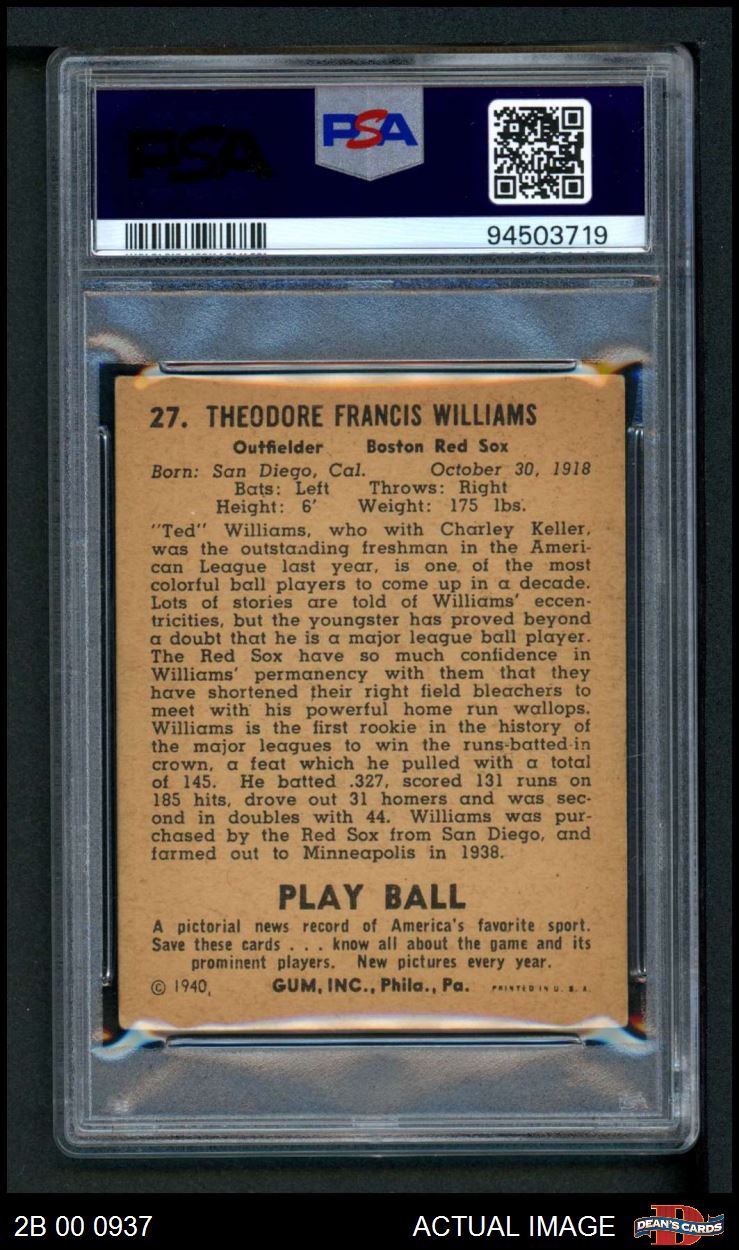 PSA
PSA
94503719
27. THEODORE FRANCIS WILLIAMS
Outfielder Boston Red Sox
Born: San Diego, Cal. October 30, 1918
Bats: Left Throws: Right
Height: 6' Weight: 175 lbs.
"Ted" Williams, who with Charley Keller,
was the outstanding freshman in the Ameri-
can League last year, is one of the most
colorful ball players to come up in a decade.
Lots of stories are told of Williams' eccen-
tricities, but the youngster has proved beyond
a doubt that he is a major league ball player.
The Red Sox have so much confidence in
Williams' permanency with them that they
have shortened their right field bleachers to
meet with his powerful home run wallops.
Williams is the first rookie in the history of
the major leagues to win the runs-batted-in
crown, a feat which he pulled with a total
of 145. He batted .327, scored 131 runs on
185 hits, drove out 31 homers and was sec-
ond in doubles with 44. Williams was pur-
chased by the Red Sox from San Diego, and
farmed out to Minneapolis in 1938.
PLAY BALL
A pictorial news record of America's favorite sport.
Save these cards . . . know all about the game and its
prominent players. New pictures every year.
© 1940, GUM, INC., Phila., Pa. PRINTED IN U. S. A.
2B 00 0937 ACTUAL IMAGE DEAN'S CARDS